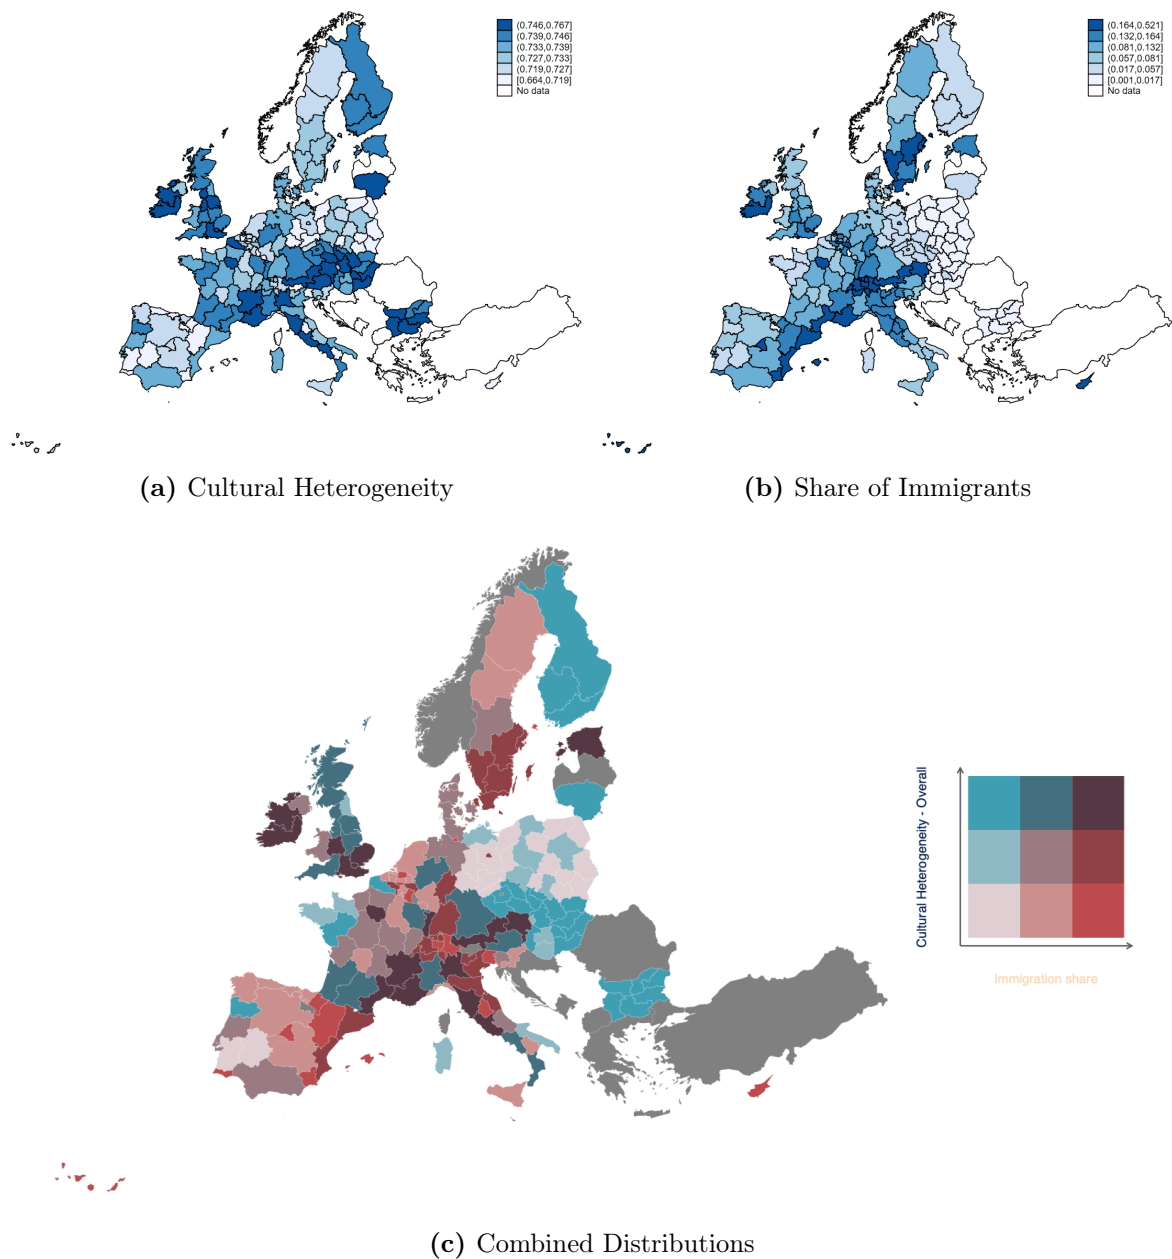 (0.746,0.767]
(0.739,0.746]
(0.733,0.739]
(0.727,0.733]
(0.719,0.727]
[0.664,0.719]
No data
(0.164,0.521]
(0.132,0.164]
(0.081,0.132]
(0.057,0.081]
(0.017,0.057]
[0.001,0.017]
No data
(a) Cultural Heterogeneity
(b) Share of Immigrants
Cultural Heterogeneity - Overall
Immigration share
(c) Combined Distributions